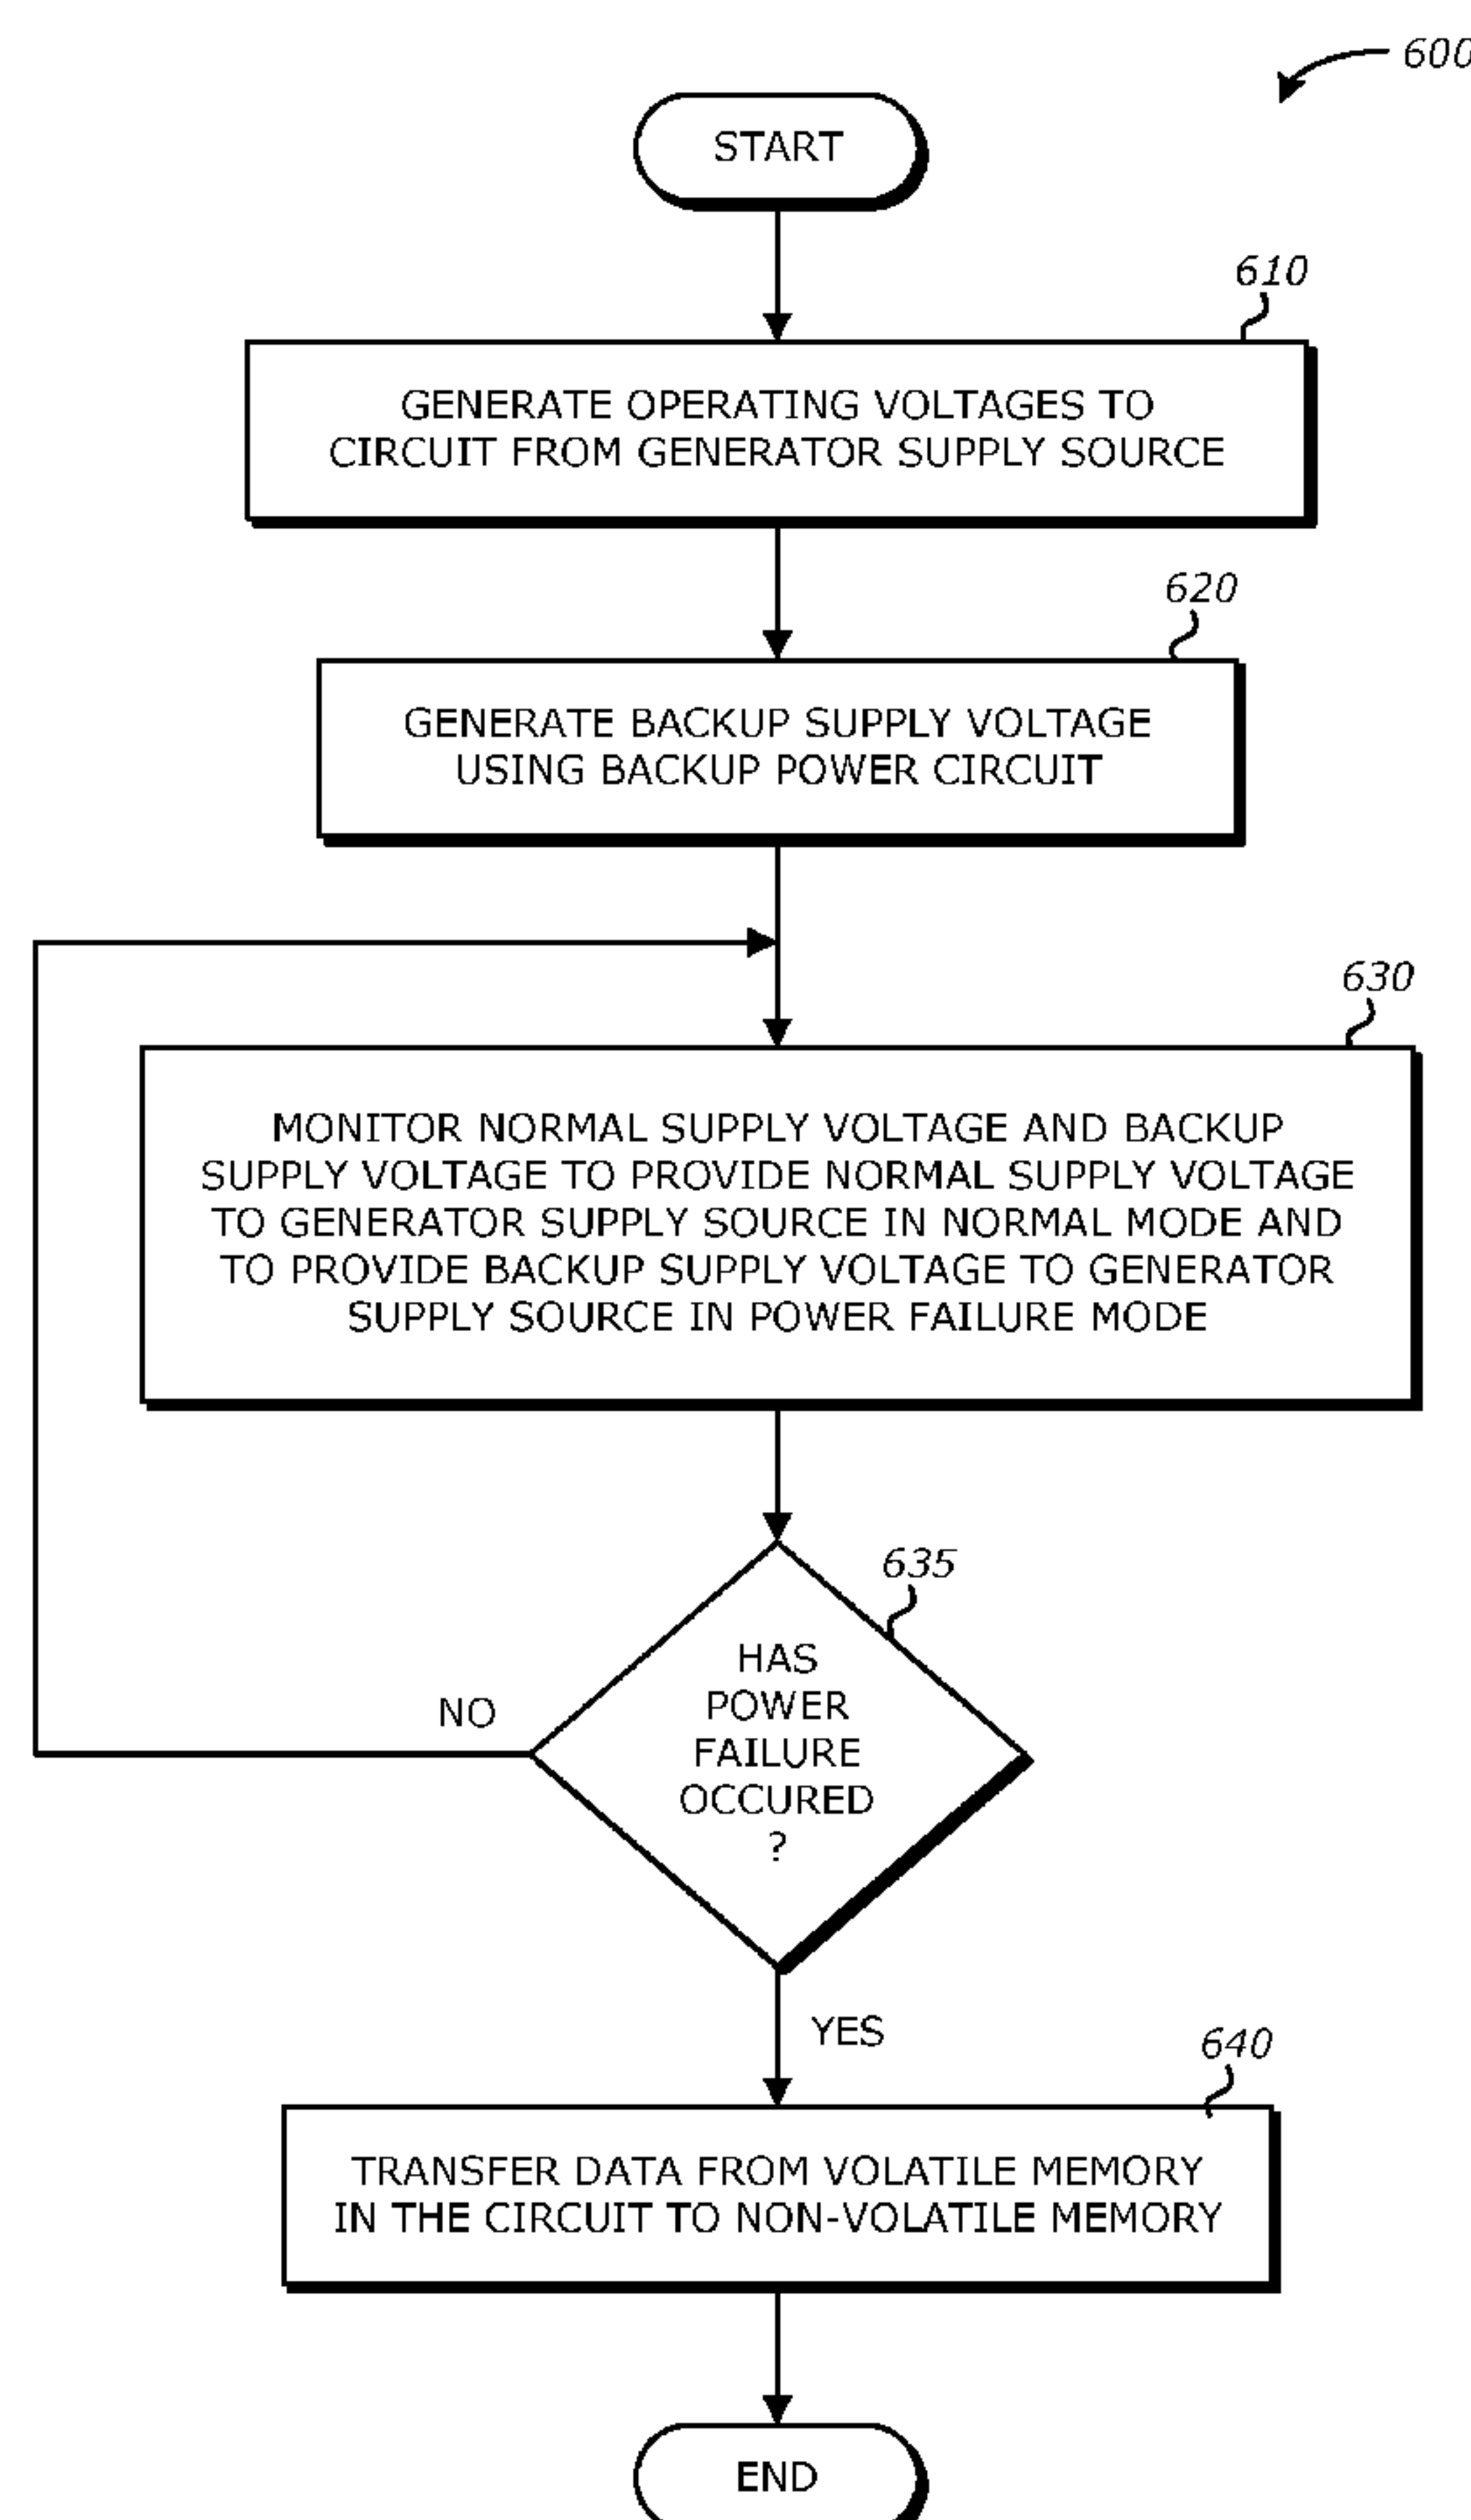 600
START
610
GENERATE OPERATING VOLTAGES TO
CIRCUIT FROM GENERATOR SUPPLY SOURCE
620
GENERATE BACKUP SUPPLY VOLTAGE
USING BACKUP POWER CIRCUIT
630
MONITOR NORMAL SUPPLY VOLTAGE AND BACKUP
SUPPLY VOLTAGE TO PROVIDE NORMAL SUPPLY VOLTAGE
TO GENERATOR SUPPLY SOURCE IN NORMAL MODE AND
TO PROVIDE BACKUP SUPPLY VOLTAGE TO GENERATOR
SUPPLY SOURCE IN POWER FAILURE MODE
635
HAS
POWER
FAILURE
OCCURED
?
NO
YES
640
TRANSFER DATA FROM VOLATILE MEMORY
IN THE CIRCUIT TO NON-VOLATILE MEMORY
END